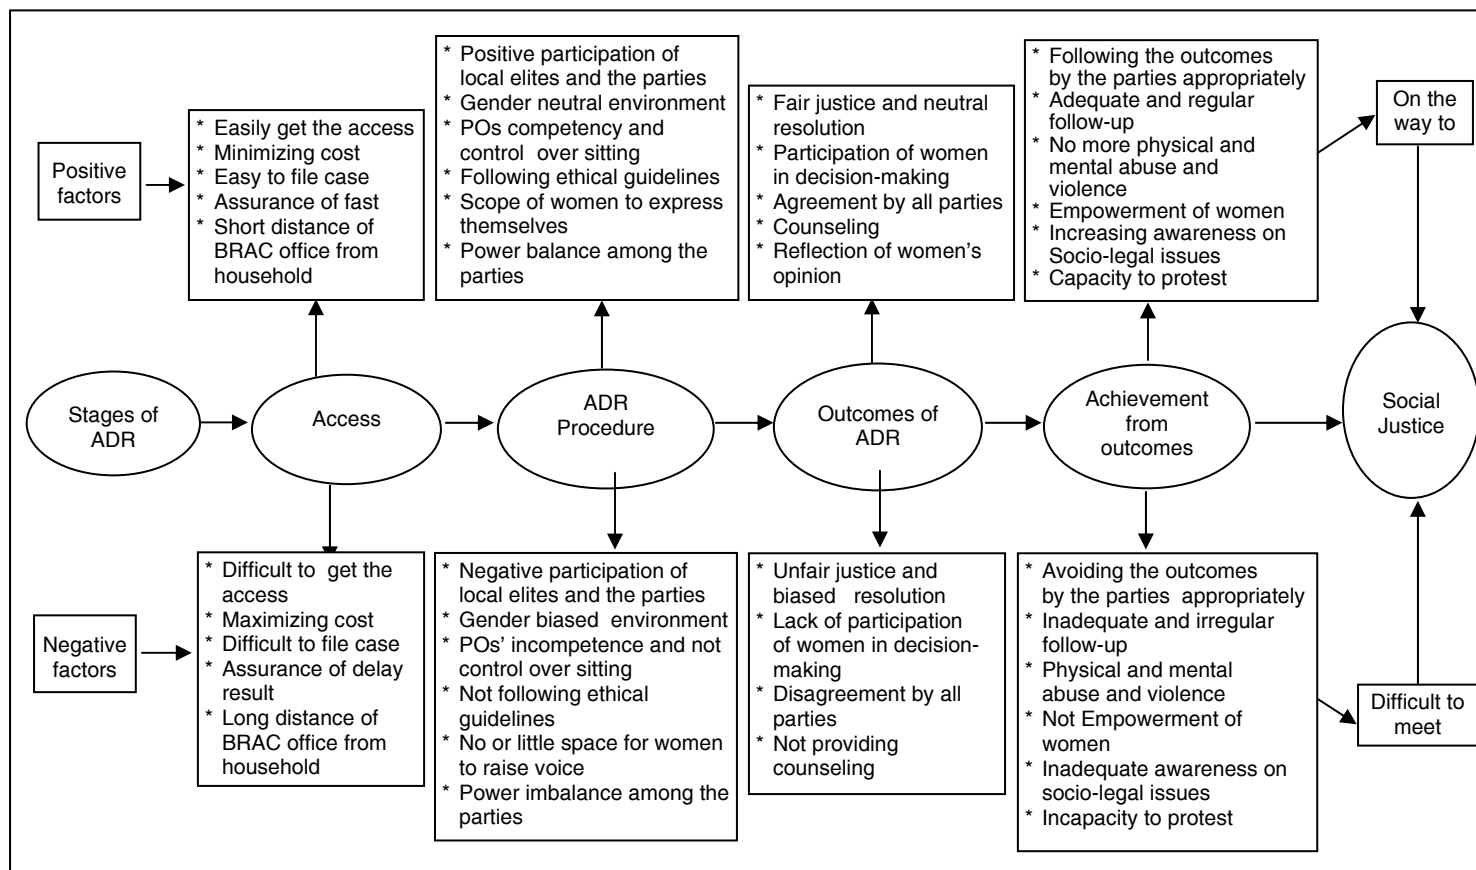 Positive
factors
* Easily get the access
* Minimizing cost
* Easy to file case
* Assurance of fast
* Short distance of
BRAC office from
household
* Positive participation of
local elites and the parties
* Gender neutral environment
* POs competency and
control over sitting
* Following ethical guidelines
* Scope of women to express
themselves
* Power balance among the
parties
* Fair justice and neutral
resolution
* Participation of women
in decision-making
* Agreement by all parties
* Counseling
* Reflection of women's
opinion
* Following the outcomes
by the parties appropriately
* Adequate and regular
follow-up
* No more physical and
mental abuse and
violence
* Empowerment of women
* Increasing awareness on
Socio-legal issues
* Capacity to protest
On the
way to
Stages of
ADR
Access
ADR
Procedure
Outcomes of
ADR
Achievement
from
outcomes
Social
Justice
Negative
factors
* Difficult to get the
access
* Maximizing cost
* Difficult to file case
* Assurance of delay
result
* Long distance of
BRAC office from
household
* Negative participation of
local elites and the parties
* Gender biased environment
* POs' incompetence and not
control over sitting
* Not following ethical
guidelines
* No or little space for women
to raise voice
* Power imbalance among the
parties
* Unfair justice and
biased resolution
* Lack of participation
of women in decision-
making
* Disagreement by all
parties
* Not providing
counseling
* Avoiding the outcomes
by the parties appropriately
* Inadequate and irregular
follow-up
* Physical and mental
abuse and violence
* Not Empowerment of
women
* Inadequate awareness on
socio-legal issues
* Incapacity to protest
Difficult to
meet